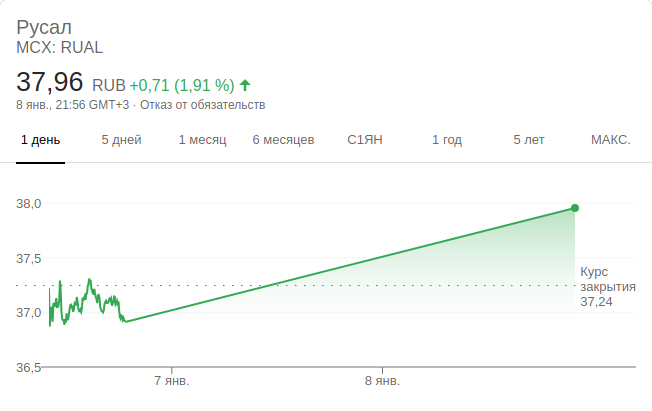 Русал
MCX: RUAL
37,96 RUB +0,71 (1,91 %)
8 янв., 21:56 GMT+3 · Отказ от обязательств
1 день 5 дней 1 месяц 6 месяцев С1ЯН 1 год 5 лет МАКС.
38,0
37,5
Курс
закрытия
37,24
37,0
36,5
7 янв. 8 янв.